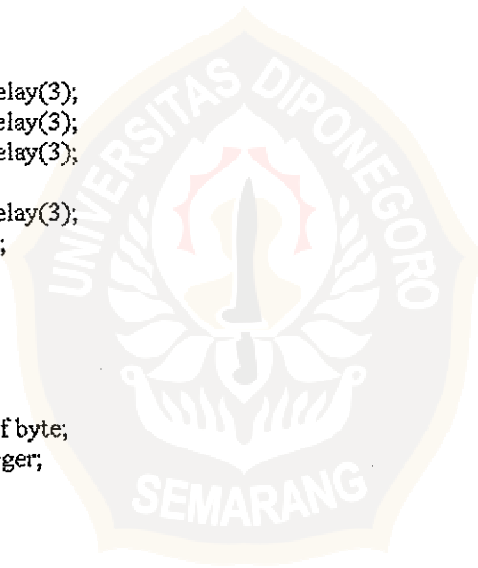 elay(3);
elay(3);
elay(3);
elay(3);
;
f byte;
ger;
UNIVERSITAS DIPONEGORO
SEMARANG